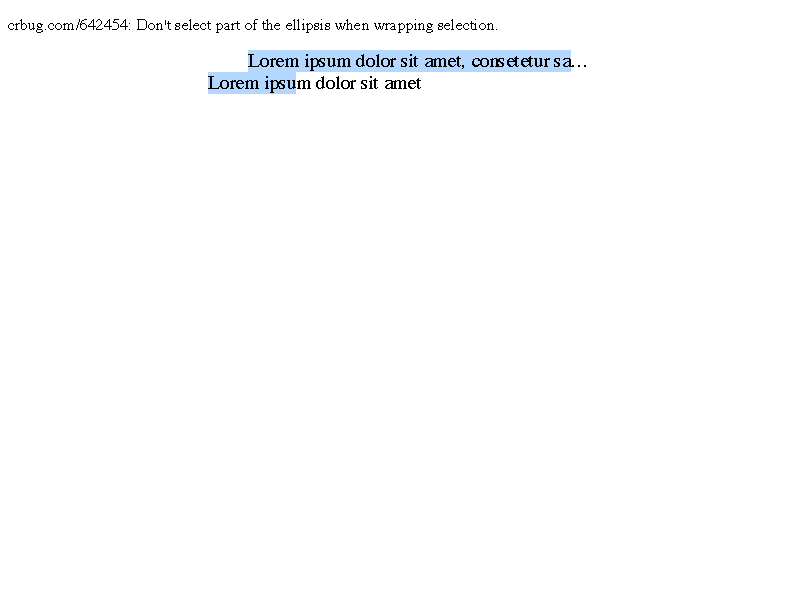 crbug.com/642454: Don't select part of the ellipsis when wrapping selection.
Lorem ipsum dolor sit amet, consetetur sa…
Lorem ipsum dolor sit amet